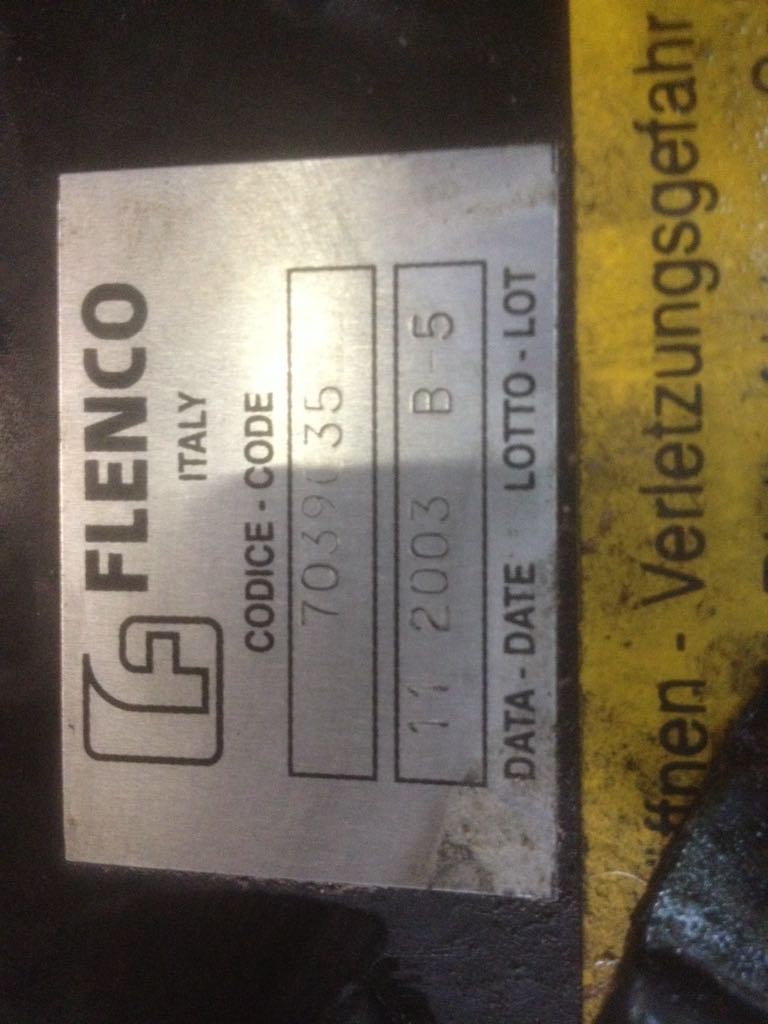 FLENCO
ITALY
CODICE - CODE
11 2003 B-5
DATA - DATE LOTTO - LOT
- Verletzungsgefahr